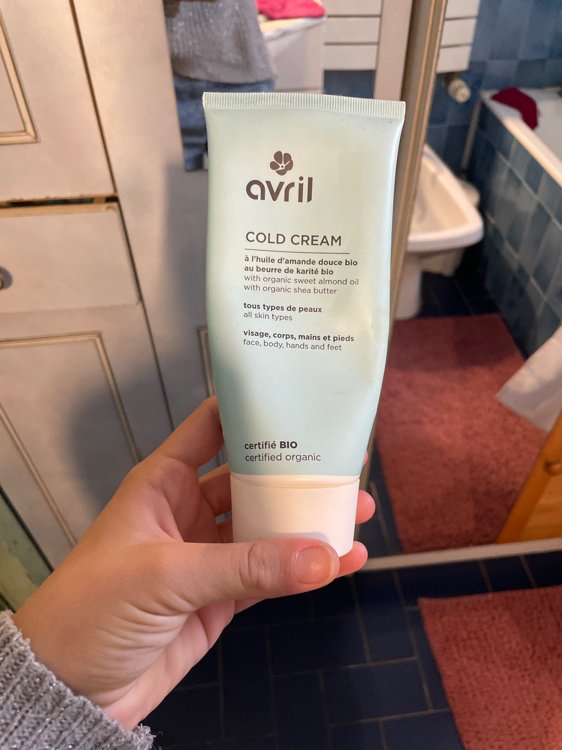 avril
COLD CREAM
à l'huile d'amande douce bio
au beurre de karité bio
with organic sweet almond oil
with organic shea butter
tous types de peaux
all skin types
visage, corps, mains et pieds
face, body, hands and feet
certifié BIO
certified organic